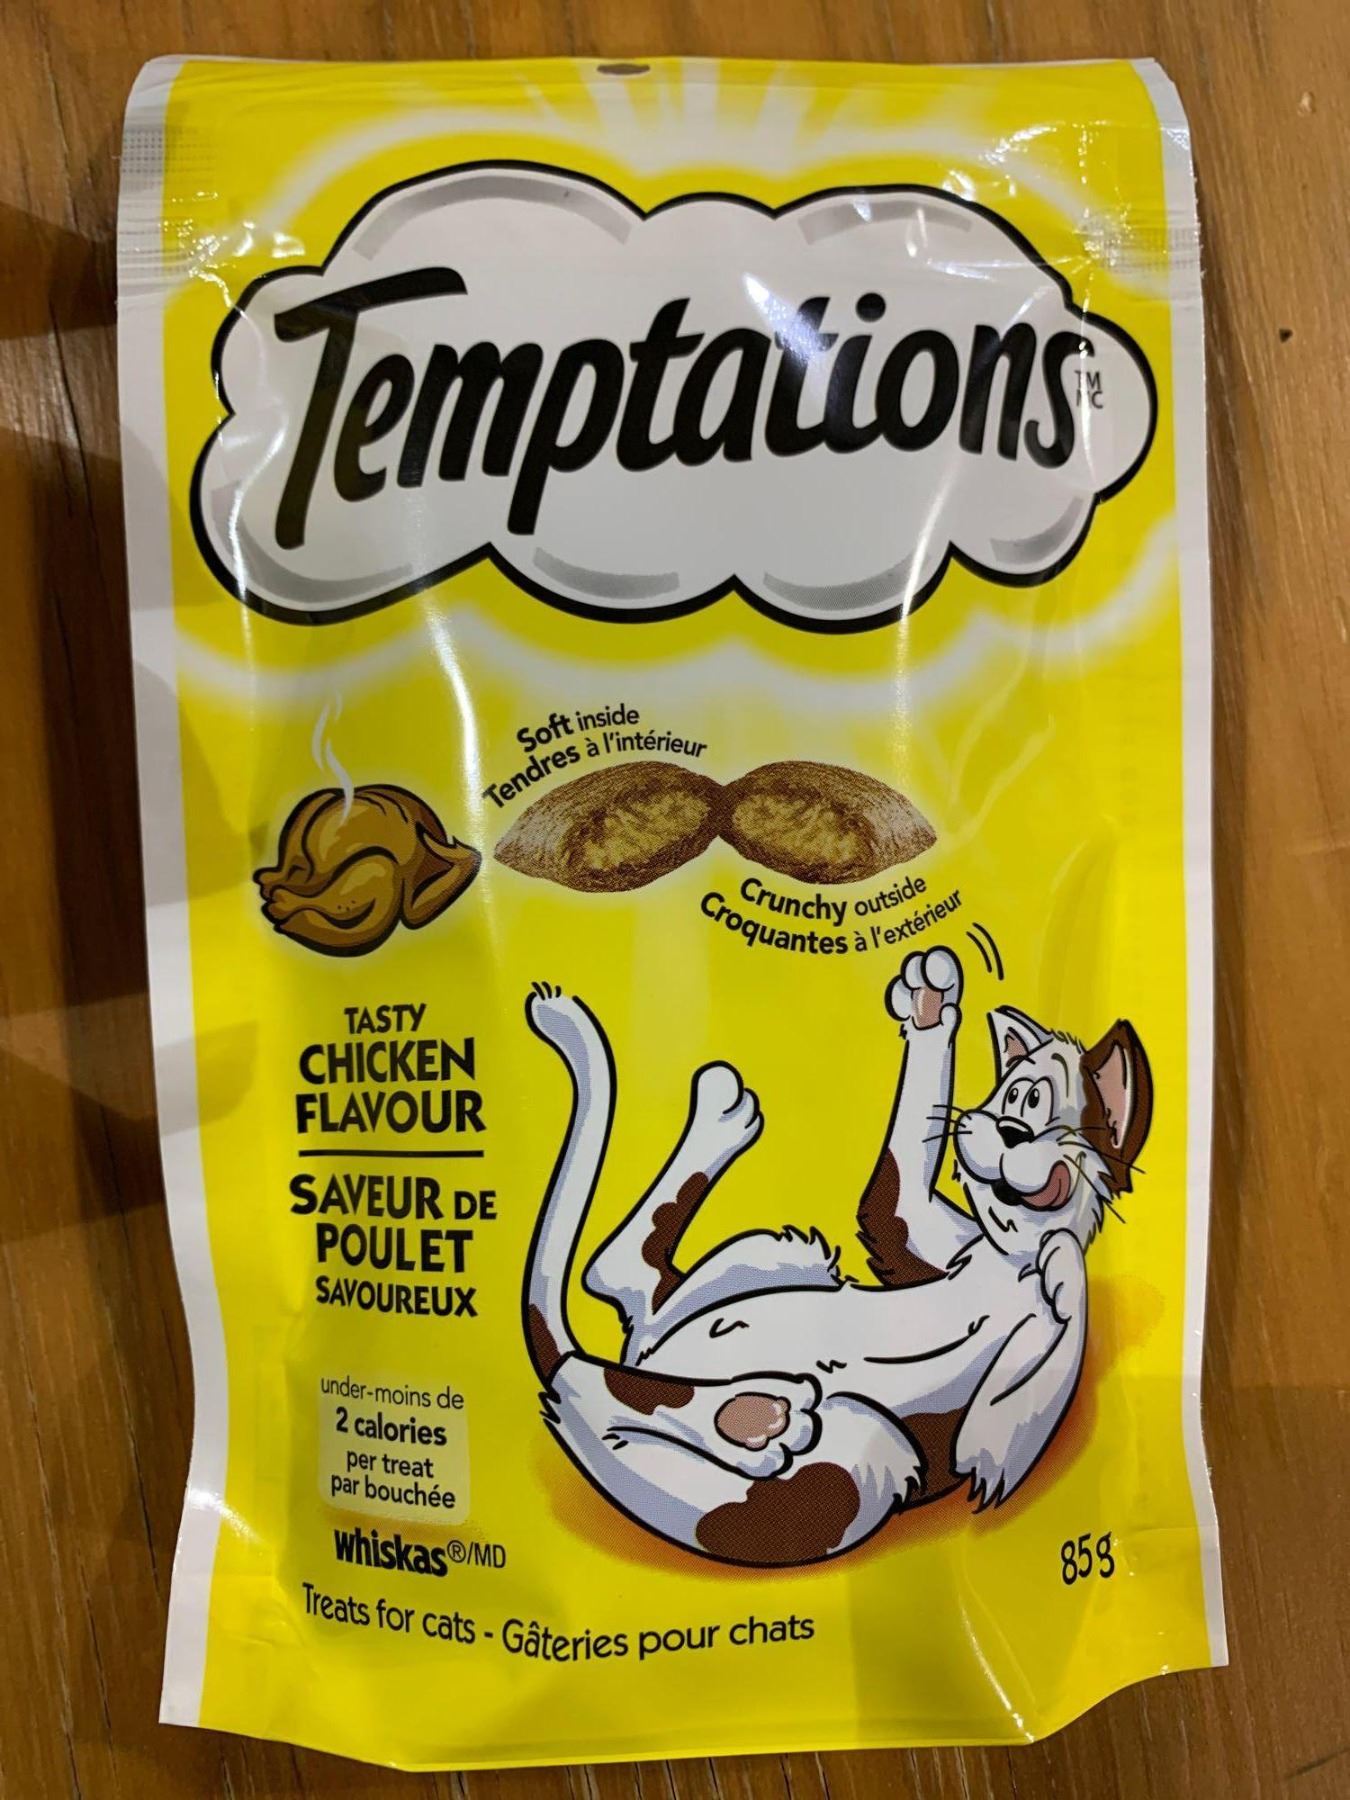 Temptations
TM
MC
Soft inside
Tendres à l'intérieur
Crunchy outside
Croquantes à l'extérieur
TASTY
CHICKEN
FLAVOUR
SAVEUR DE
POULET
SAVOUREUX
under-moins de
2 calories
per treat
par bouchée
whiskas®/MD
Treats for cats - Gâteries pour chats
85g